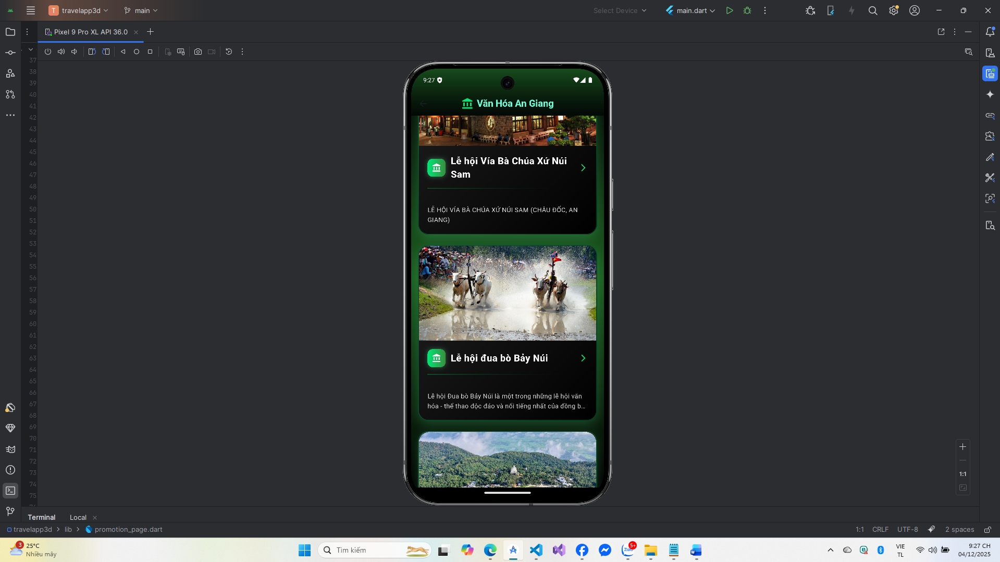 T travelapp3d main Select Device main.dart
Pixel 9 Pro XL API 36.0
37
38
39
40
41
42
43
44
45
46
47
48
49
50
51
52
53
54
55
56
57
58
59
60
61
62
63
64
65
66
67
68
69
70
71
72
73
74
75
9:27
Văn Hóa An Giang
Lễ hội Vía Bà Chúa Xứ Núi
Sam
LỄ HỘI VÍA BÀ CHÚA XỨ NÚI SAM (CHÂU ĐỐC, AN
GIANG)
Lễ hội đua bò Bảy Núi
Lễ hội Đua bò Bảy Núi là một trong những lễ hội văn
hóa - thể thao độc đáo và nổi tiếng nhất của đồng b...
1:1
Terminal Local
travelapp3d lib promotion_page.dart 1:1 CRLF UTF-8 2 spaces
3
25°C
Nhiều mây
Tìm kiếm
Zalo
5+
VIE
TL
9:27 CH
04/12/2025